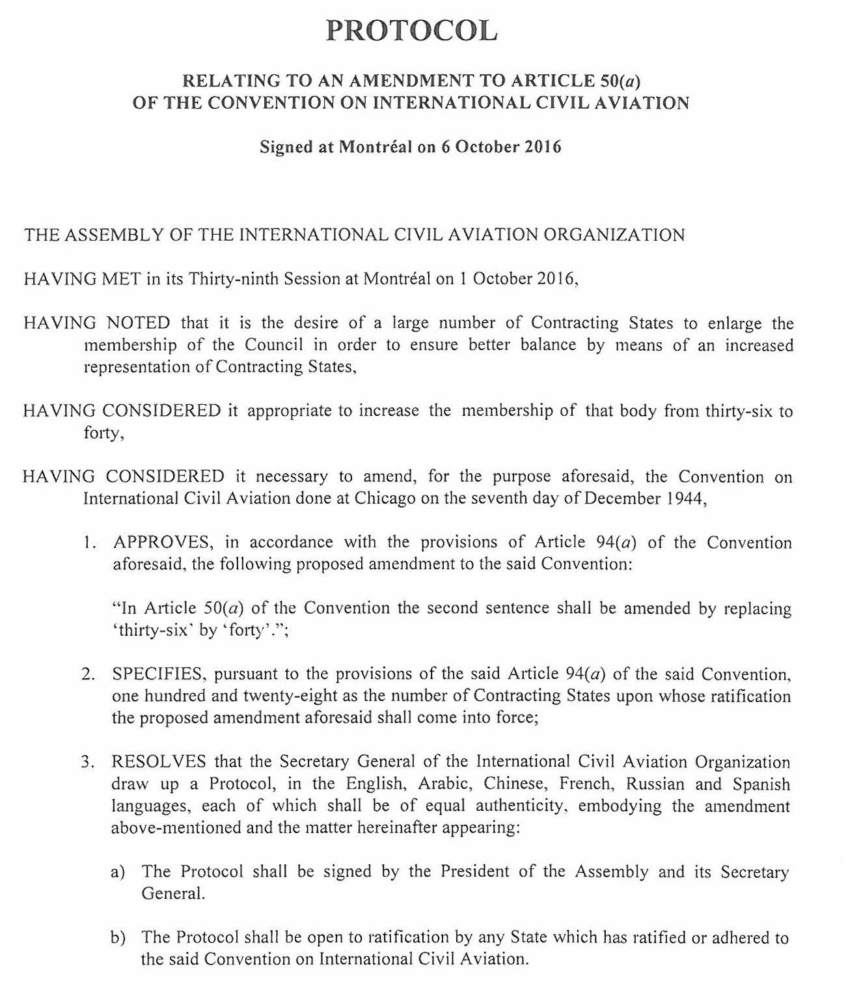 PROTOCOL
RELATING TO AN AMENDMENT TO ARTICLE 50(a)
OF THE CONVENTION ON INTERNATIONAL CIVIL AVIATION
Signed at Montréal on 6 October 2016
THE ASSEMBLY OF THE INTERNATIONAL CIVIL AVIATION ORGANIZATION
HAVING MET in its Thirty-ninth Session at Montréal on 1 October 2016,
HAVING NOTED that it is the desire of a large number of Contracting States to enlarge the
membership of the Council in order to ensure better balance by means of an increased
representation of Contracting States,
HAVING CONSIDERED it appropriate to increase the membership of that body from thirty-six to
forty,
HAVING CONSIDERED it necessary to amend, for the purpose aforesaid, the Convention on
International Civil Aviation done at Chicago on the seventh day of December 1944,
1. APPROVES, in accordance with the provisions of Article 94(a) of the Convention
aforesaid, the following proposed amendment to the said Convention:
“In Article 50(a) of the Convention the second sentence shall be amended by replacing
‘thirty-six’ by ‘forty’.”;
2. SPECIFIES, pursuant to the provisions of the said Article 94(a) of the said Convention,
one hundred and twenty-eight as the number of Contracting States upon whose ratification
the proposed amendment aforesaid shall come into force;
3. RESOLVES that the Secretary General of the International Civil Aviation Organization
draw up a Protocol, in the English, Arabic, Chinese, French, Russian and Spanish
languages, each of which shall be of equal authenticity, embodying the amendment
above-mentioned and the matter hereinafter appearing:
a) The Protocol shall be signed by the President of the Assembly and its Secretary
General.
b) The Protocol shall be open to ratification by any State which has ratified or adhered to
the said Convention on International Civil Aviation.